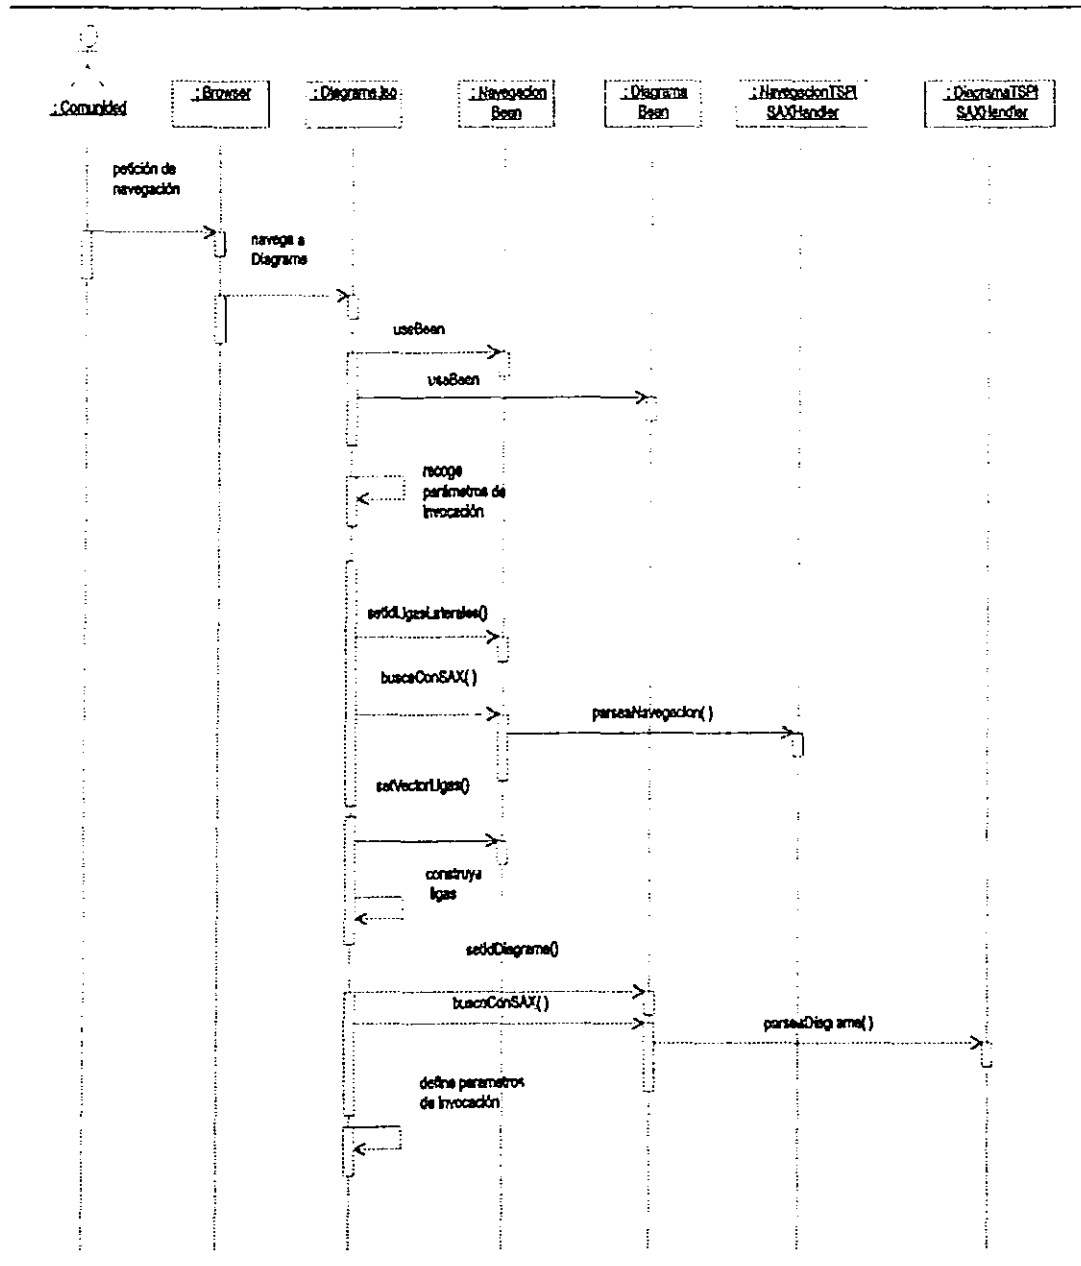 : Comunidad
: Browser
: Diagrama.jsp
: Navegacion
Bean
: Diagrama
Bean
: NavegacionTSPI
SAXHandler
: DiagramaTSPI
SAXHandler
petición de
navegación
navega a
Diagrama
useBean
useBean
recoge
parámetros de
invocación
setIdLigasLaterales()
buscaConSAX( )
parseaNavegacion( )
setVectorLigas()
construye
ligas
setIdDiagrama()
buscaConSAX( )
parseaDiagrama( )
define parametros
de invocación